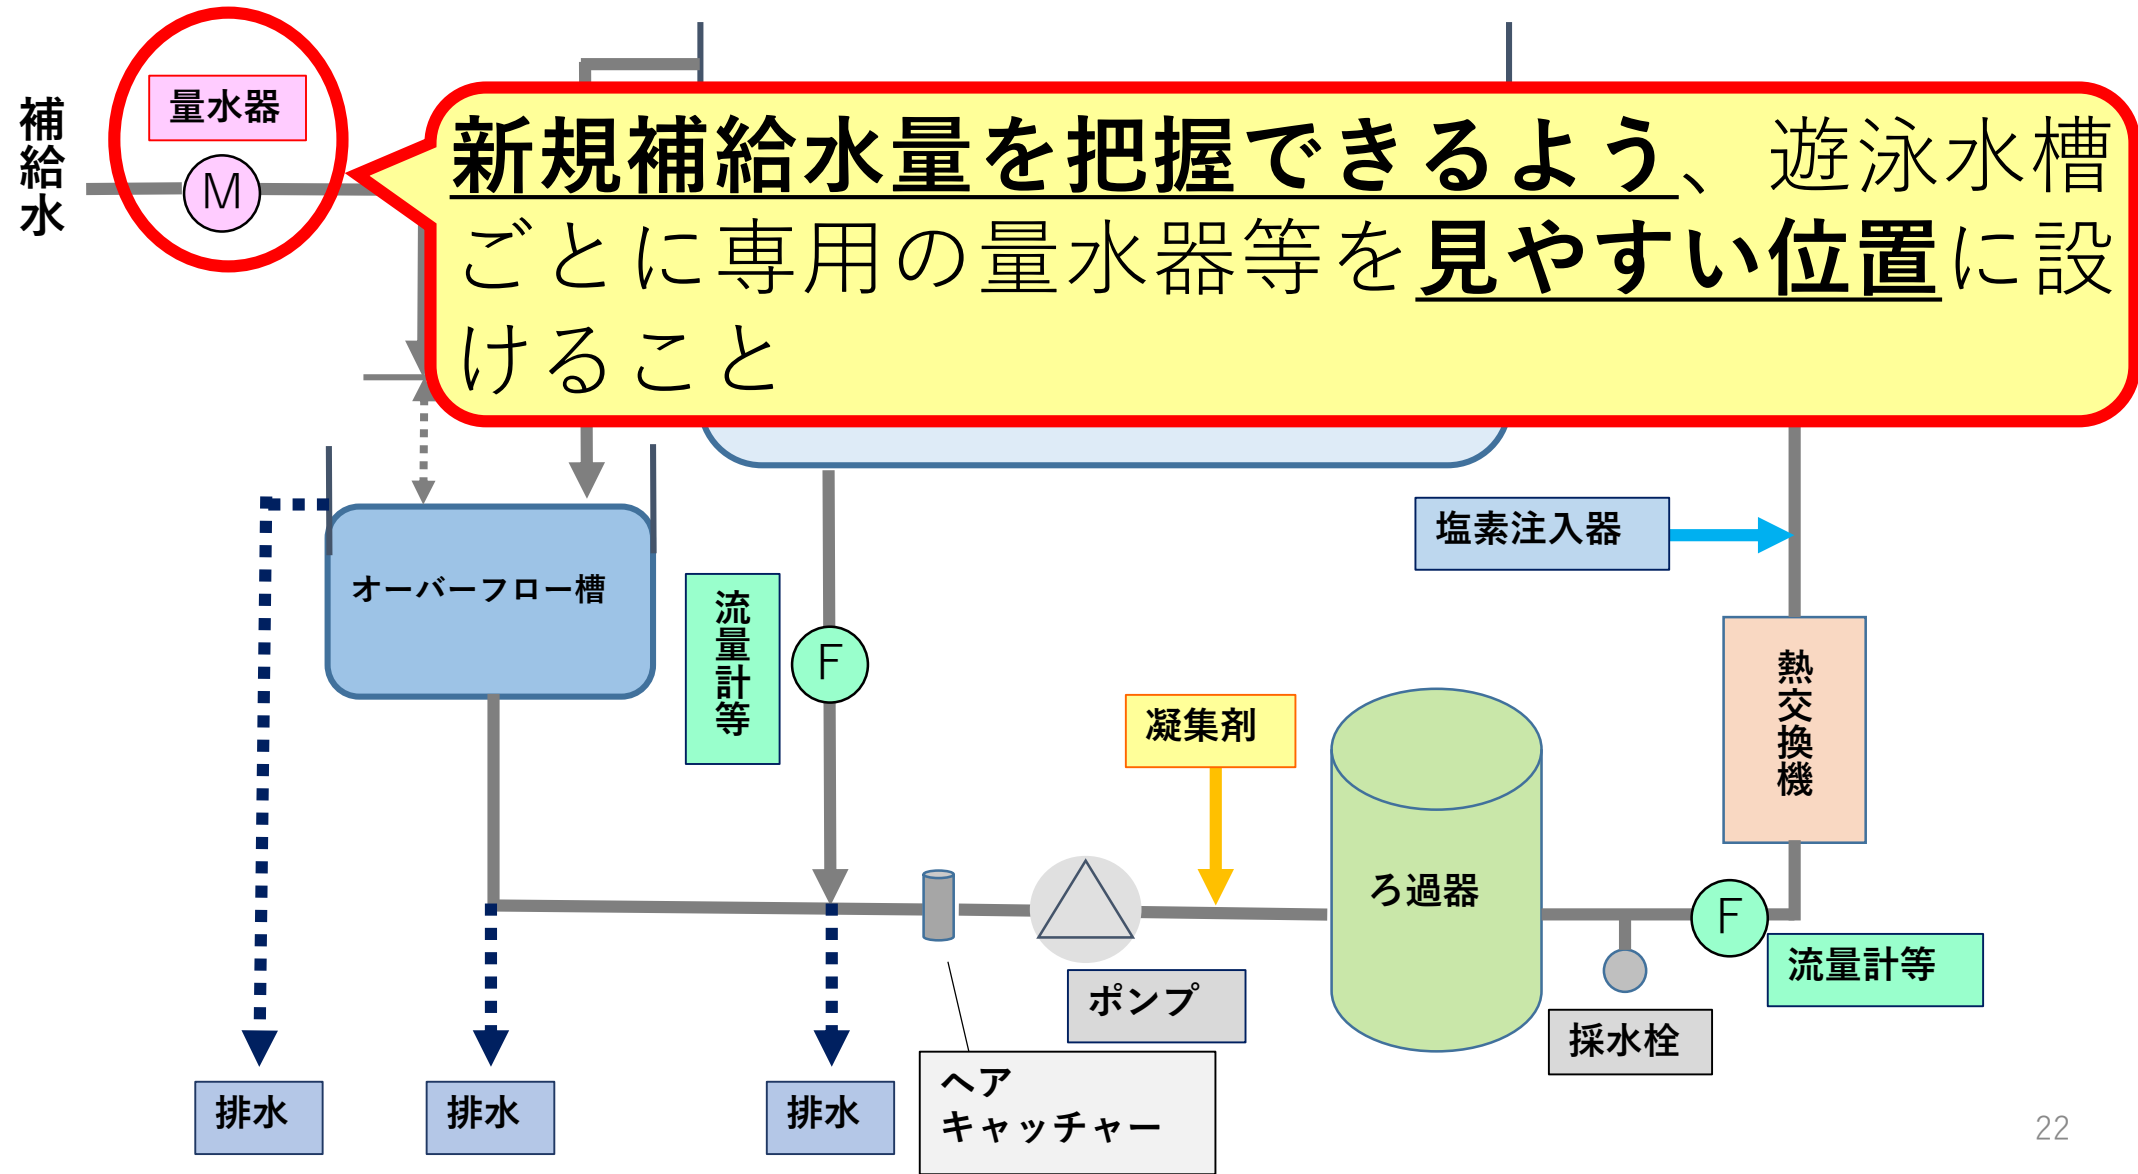 量水器
M
補給水
新規補給水量を把握できるよう、遊泳水槽
ごとに専用の量水器等を見やすい位置に設
けること
塩素注入器
オーバーフロー槽
流量計等
F
熱交換機
凝集剤
ろ過器
F
流量計等
ポンプ
採水栓
ヘア
キャッチャー
排水
排水
排水
22